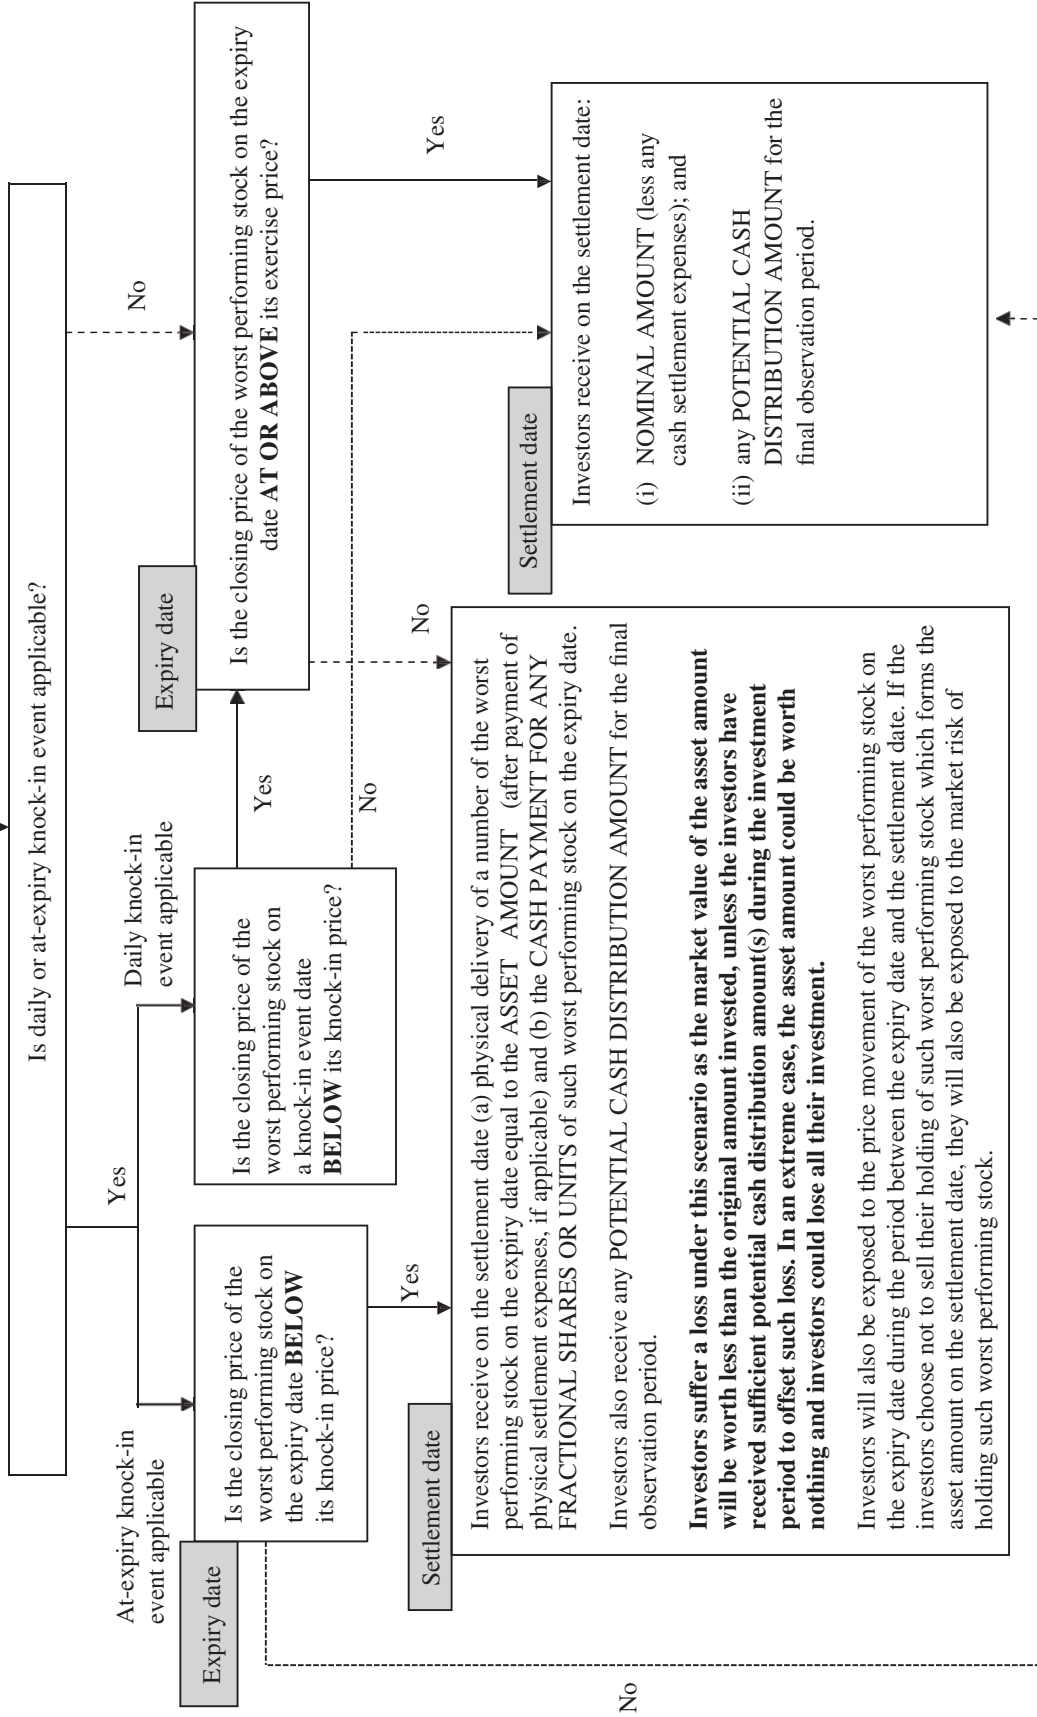 Is daily or at-expiry knock-in event applicable?
Yes
No
At-expiry knock-in
event applicable
Daily knock-in
event applicable
Expiry date
Is the closing price of the
worst performing stock on
the expiry date BELOW
its knock-in price?
Is the closing price of the
worst performing stock on
a knock-in event date
BELOW its knock-in price?
Yes
No
Expiry date
Is the closing price of the worst performing stock on the expiry
date AT OR ABOVE its exercise price?
Yes
No
Yes
No
Settlement date
Investors receive on the settlement date (a) physical delivery of a number of the worst
performing stock on the expiry date equal to the ASSET AMOUNT (after payment of
physical settlement expenses, if applicable) and (b) the CASH PAYMENT FOR ANY
FRACTIONAL SHARES OR UNITS of such worst performing stock on the expiry date.
Investors also receive any POTENTIAL CASH DISTRIBUTION AMOUNT for the final
observation period.
Investors suffer a loss under this scenario as the market value of the asset amount
will be worth less than the original amount invested, unless the investors have
received sufficient potential cash distribution amount(s) during the investment
period to offset such loss. In an extreme case, the asset amount could be worth
nothing and investors could lose all their investment.
Investors will also be exposed to the price movement of the worst performing stock on
the expiry date during the period between the expiry date and the settlement date. If the
investors choose not to sell their holding of such worst performing stock which forms the
asset amount on the settlement date, they will also be exposed to the market risk of
holding such worst performing stock.
Settlement date
Investors receive on the settlement date:
(i) NOMINAL AMOUNT (less any
cash settlement expenses); and
(ii) any POTENTIAL CASH
DISTRIBUTION AMOUNT for the
final observation period.